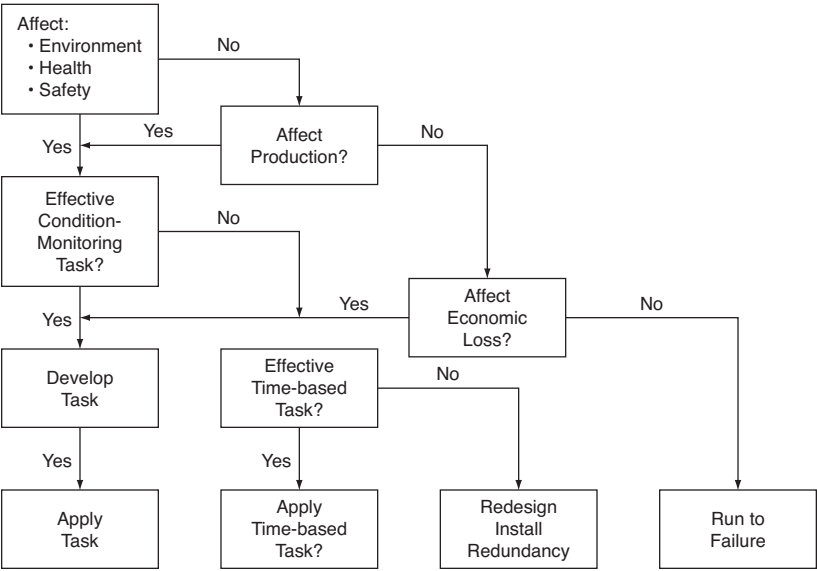 Affect:
• Environment
• Health
• Safety
No
Yes
Affect
Production?
No
Yes
Effective
Condition-
Monitoring
Task?
No
Affect
Economic
Loss?
Yes
No
Yes
Develop
Task
Effective
Time-based
Task?
No
Yes
Yes
Apply
Task
Apply
Time-based
Task?
Redesign
Install
Redundancy
Run to
Failure